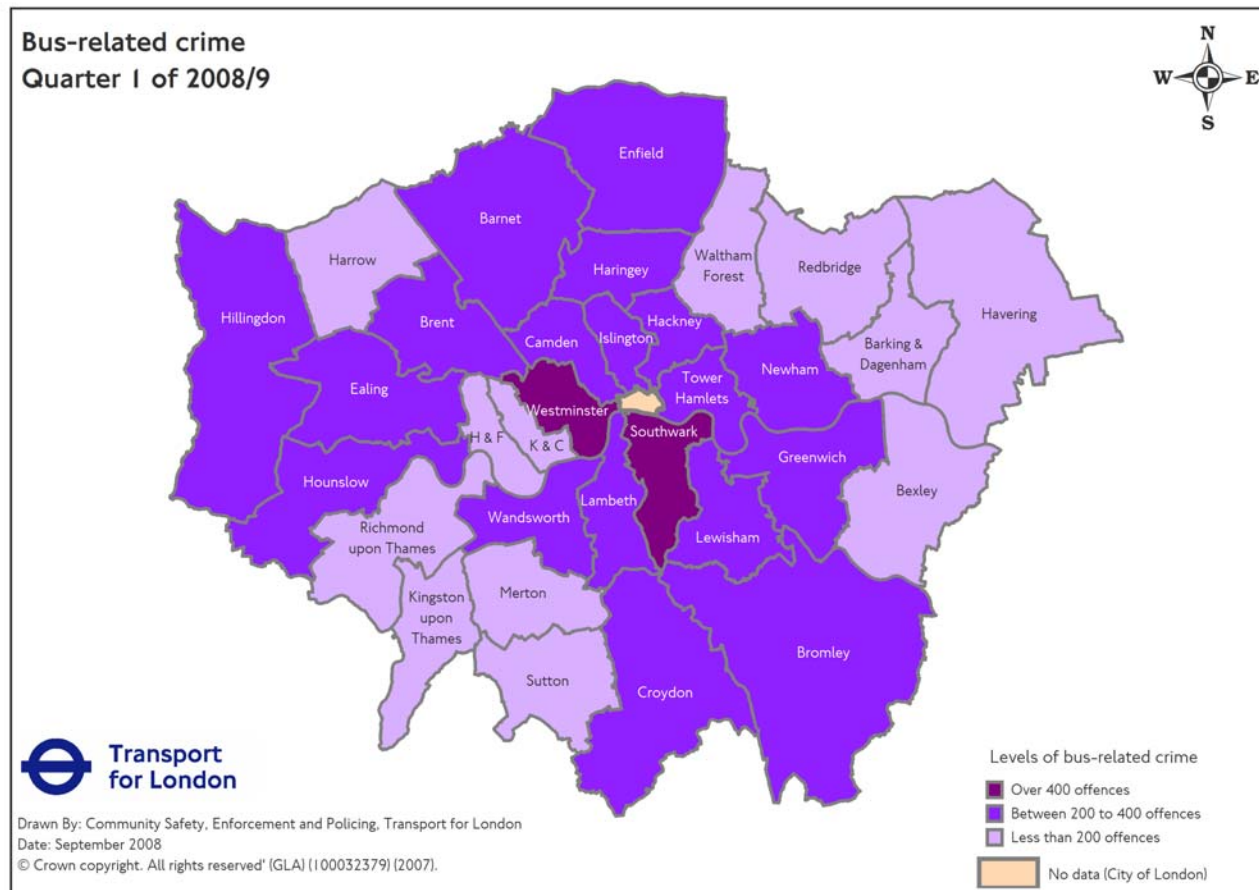 Bus-related crime
Quarter 1 of 2008/9
N
W
E
S
Enfield
Barnet
Harrow
Haringey
Waltham
Forest
Redbridge
Havering
Hillingdon
Brent
Camden
Islington
Hackney
Barking &
Dagenham
Ealing
Tower
Hamlets
Newham
Westminster
Southwark
H & F
K & C
Greenwich
Hounslow
Bexley
Richmond
upon Thames
Wandsworth
Lambeth
Lewisham
Kingston
upon
Thames
Merton
Sutton
Croydon
Bromley
Transport
for London
Drawn By: Community Safety, Enforcement and Policing, Transport for London
Date: September 2008
© Crown copyright. All rights reserved' (GLA) (100032379) (2007).
Levels of bus-related crime
Over 400 offences
Between 200 to 400 offences
Less than 200 offences
No data (City of London)